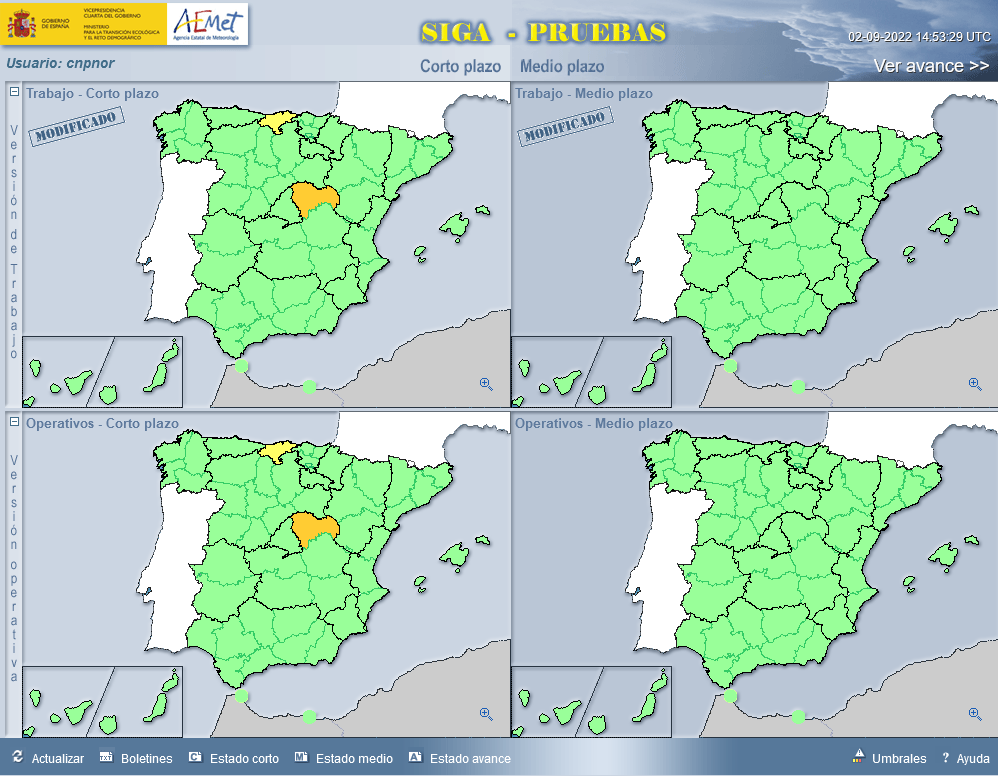 GOBIERNO
DE ESPAÑA
VICEPRESIDENCIA
CUARTA DEL GOBIERNO
MINISTERIO
PARA LA TRANSICIÓN ECOLÓGICA
Y EL RETO DEMOGRÁFICO
AEMet
Agencia Estatal de Meteorología
SIGA - PRUEBAS
02-09-2022 14:53:29 UTC
Usuario: cnpnor
Corto plazo
Medio plazo
Ver avance >>
Versión de Trabajo
Trabajo - Corto plazo
MODIFICADO
Trabajo - Medio plazo
MODIFICADO
Versión operativa
Operativos - Corto plazo
Operativos - Medio plazo
Actualizar
TXT Boletines
C Estado corto
M Estado medio
A Estado avance
Umbrales
? Ayuda